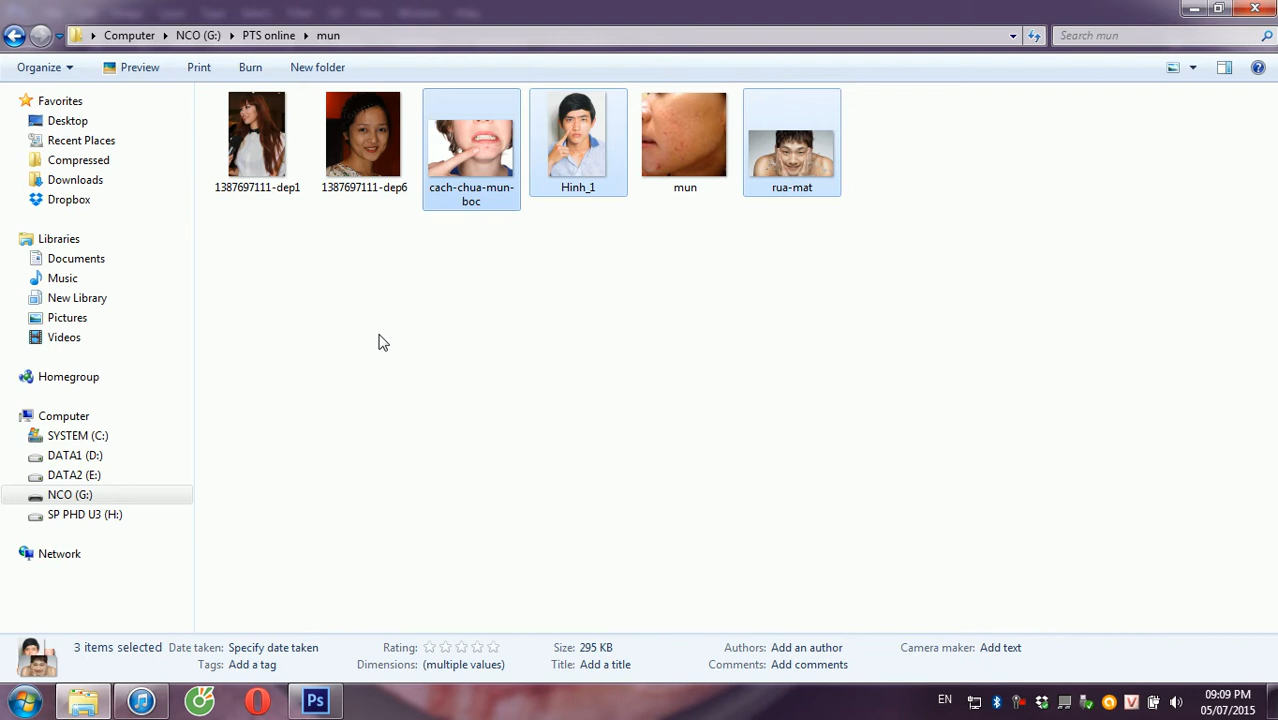 Computer
NCO (G:)
PTS online
mun
Search mun
Organize
Preview
Print
Burn
New folder
Favorites
Desktop
Recent Places
Compressed
Downloads
Dropbox
Libraries
Documents
Music
New Library
Pictures
Videos
Homegroup
Computer
SYSTEM (C:)
DATA1 (D:)
DATA2 (E:)
NCO (G:)
SP PHD U3 (H:)
Network
1387697111-dep1
1387697111-dep6
cach-chua-mun-
boc
Hinh_1
mun
rua-mat
3 items selected
Date taken: Specify date taken
Tags: Add a tag
Rating:
Dimensions: (multiple values)
Size: 295 KB
Title: Add a title
Authors: Add an author
Comments: Add comments
Camera maker: Add text
Ps
EN
V
09:09 PM
05/07/2015